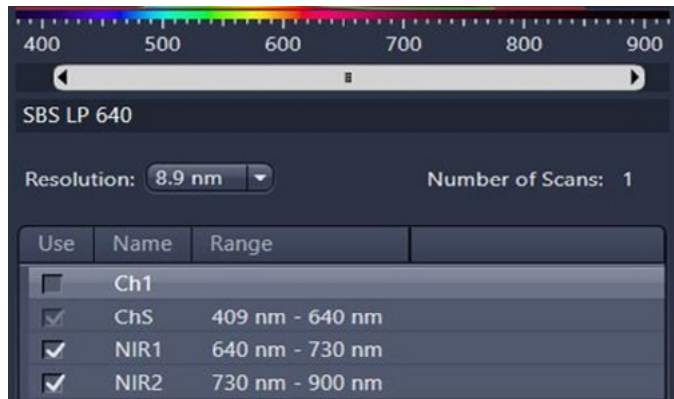 400 500 600 700 800 900
SBS LP 640
Resolution: 8.9 nm Number of Scans: 1
Use Name Range
Ch1
ChS 409 nm - 640 nm
NIR1 640 nm - 730 nm
NIR2 730 nm - 900 nm